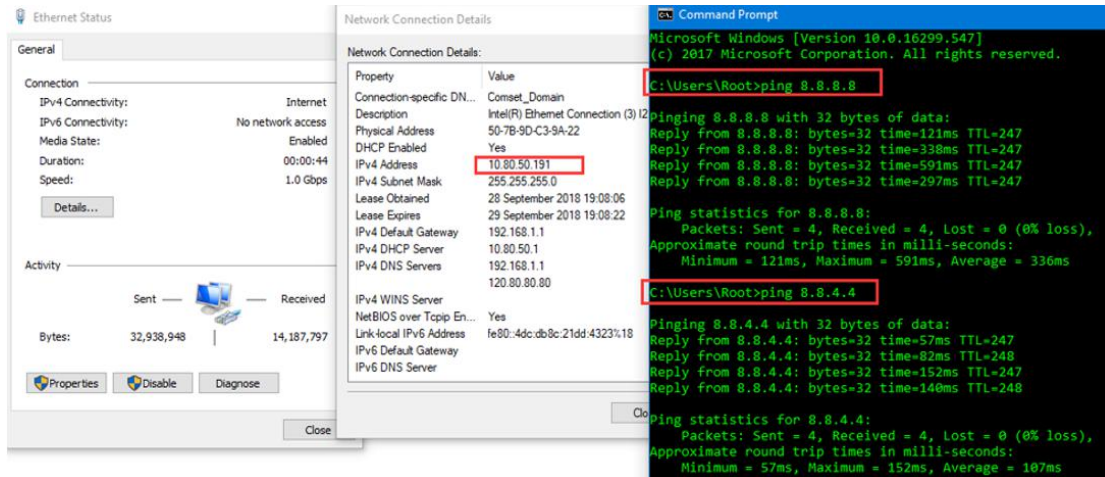 Ethernet Status
General
Connection
IPv4 Connectivity: Internet
IPv6 Connectivity: No network access
Media State: Enabled
Duration: 00:00:44
Speed: 1.0 Gbps
Details...
Activity
Sent Received
Bytes: 32,938,948 14,187,797
Properties Disable Diagnose
Close
Network Connection Details
Network Connection Details:
Property Value
Connection-specific DN... Comset_Domain
Description Intel(R) Ethernet Connection (3) I2
Physical Address 50-7B-9D-C3-9A-22
DHCP Enabled Yes
IPv4 Address 10.80.50.191
IPv4 Subnet Mask 255.255.255.0
Lease Obtained 28 September 2018 19:08:06
Lease Expires 29 September 2018 19:08:22
IPv4 Default Gateway 192.168.1.1
IPv4 DHCP Server 10.80.50.1
IPv4 DNS Servers 192.168.1.1
120.80.80.80
IPv4 WINS Server
NetBIOS over Tcpip En... Yes
Link-local IPv6 Address fe80::4dc:db8c:21dd:4323%18
IPv6 Default Gateway
IPv6 DNS Server
Clo
Command Prompt
Microsoft Windows [Version 10.0.16299.547]
(c) 2017 Microsoft Corporation. All rights reserved.
C:\Users\Root>ping 8.8.8.8
Pinging 8.8.8.8 with 32 bytes of data:
Reply from 8.8.8.8: bytes=32 time=121ms TTL=247
Reply from 8.8.8.8: bytes=32 time=338ms TTL=247
Reply from 8.8.8.8: bytes=32 time=591ms TTL=247
Reply from 8.8.8.8: bytes=32 time=297ms TTL=247
Ping statistics for 8.8.8.8:
Packets: Sent = 4, Received = 4, Lost = 0 (0% loss),
Approximate round trip times in milli-seconds:
Minimum = 121ms, Maximum = 591ms, Average = 336ms
C:\Users\Root>ping 8.8.4.4
Pinging 8.8.4.4 with 32 bytes of data:
Reply from 8.8.4.4: bytes=32 time=57ms TTL=247
Reply from 8.8.4.4: bytes=32 time=82ms TTL=248
Reply from 8.8.4.4: bytes=32 time=152ms TTL=247
Reply from 8.8.4.4: bytes=32 time=140ms TTL=248
Ping statistics for 8.8.4.4:
Packets: Sent = 4, Received = 4, Lost = 0 (0% loss),
Approximate round trip times in milli-seconds:
Minimum = 57ms, Maximum = 152ms, Average = 107ms